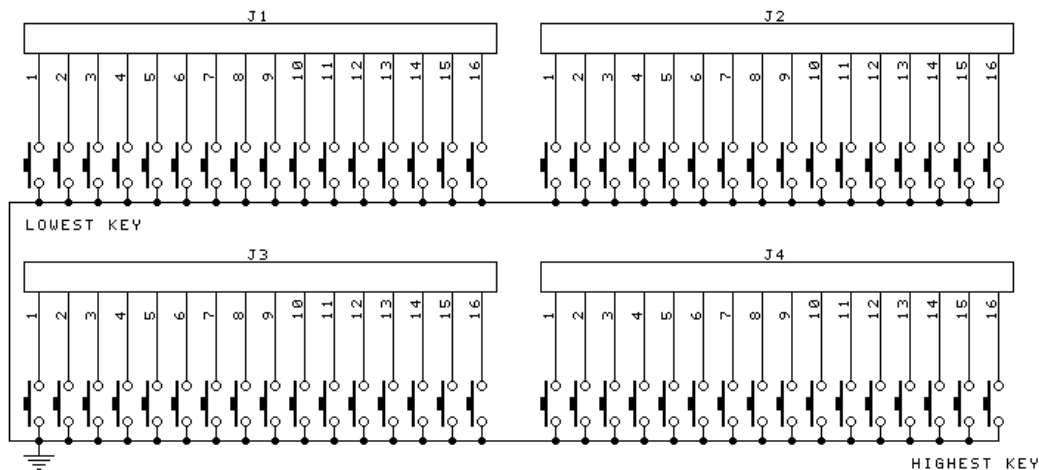 J1 J2
1 2 3 4 5 6 7 8 9 10 11 12 13 14 15 16 1 2 3 4 5 6 7 8 9 10 11 12 13 14 15 16
LOWEST KEY
J3 J4
1 2 3 4 5 6 7 8 9 10 11 12 13 14 15 16 1 2 3 4 5 6 7 8 9 10 11 12 13 14 15 16
HIGHEST KEY